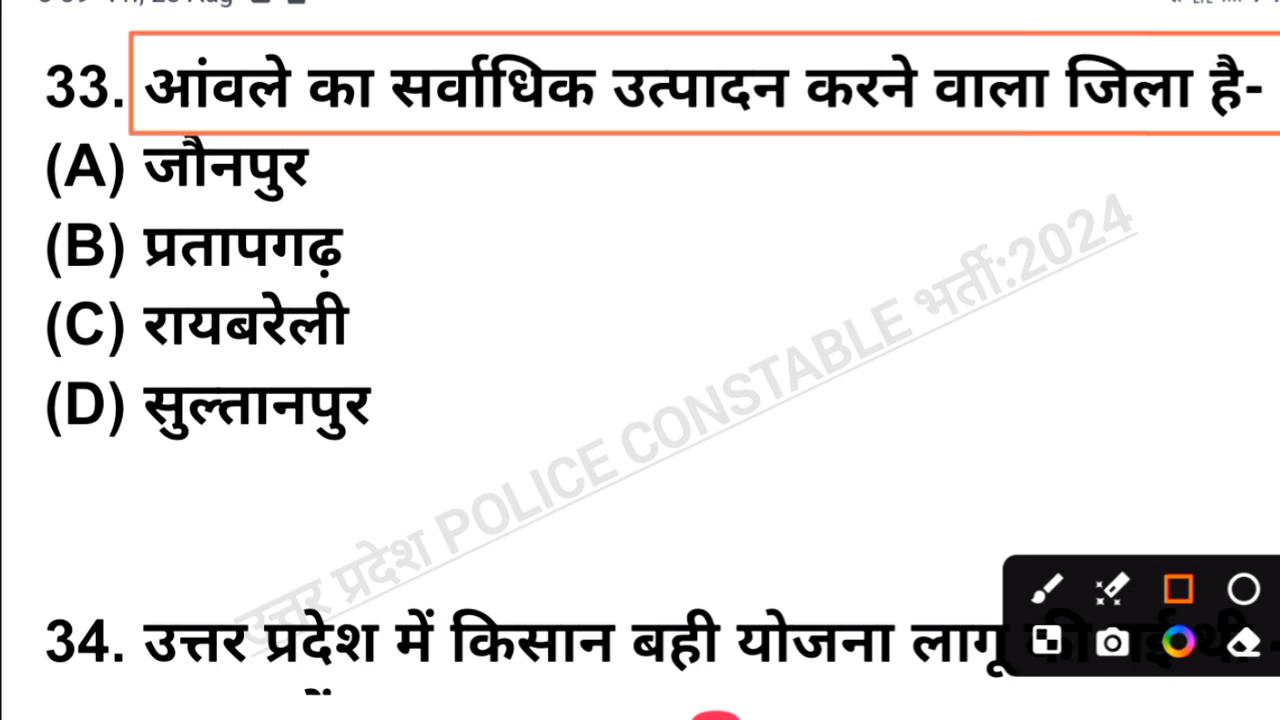 33. आंवले का सर्वाधिक उत्पादन करने वाला जिला है-
(A) जौनपुर
(B) प्रतापगढ़
(C) रायबरेली
(D) सुल्तानपुर
उत्तर प्रदेश POLICE CONSTABLE भर्ती:2024
34. उत्तर प्रदेश में किसान बही योजना लागू की गई थी -